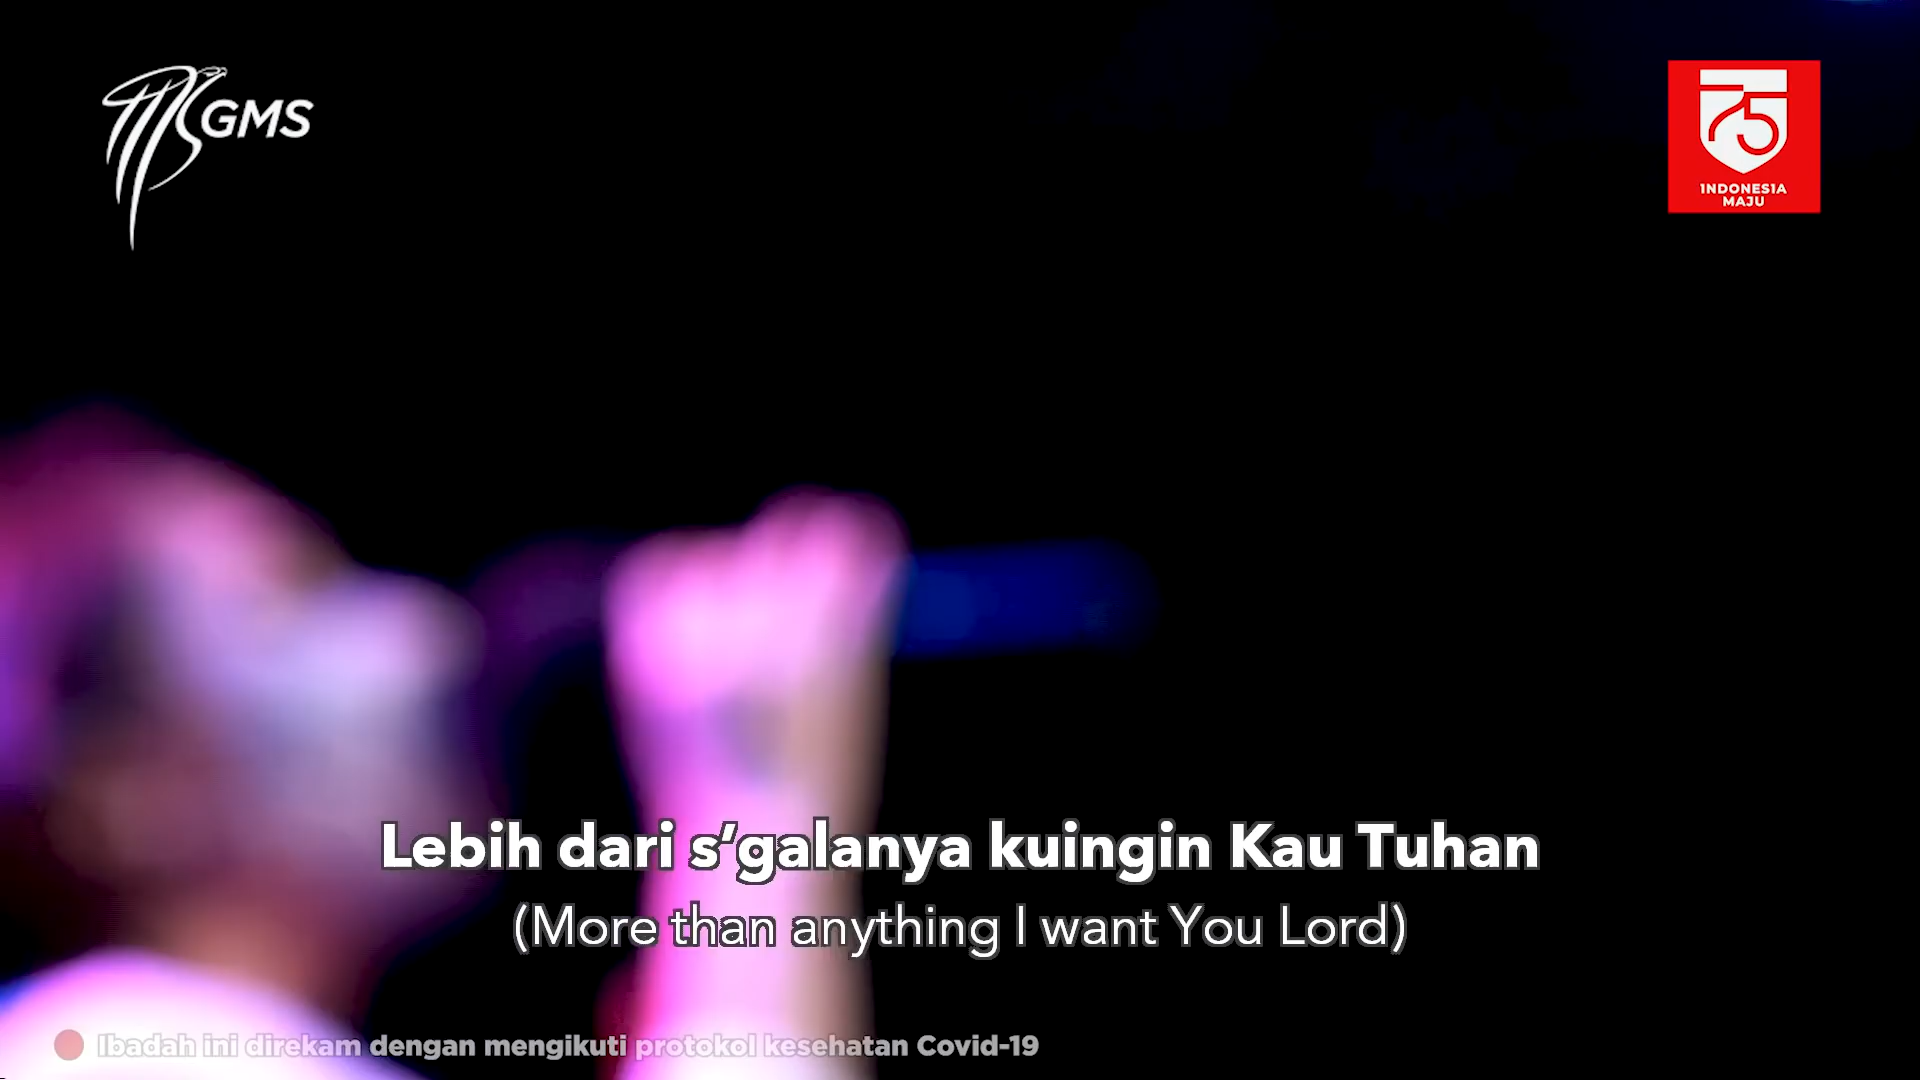 GMS
75
INDONESIA
MAJU
Lebih dari s’galanya kuingin Kau Tuhan
(More than anything I want You Lord)
Ibadah ini direkam dengan mengikuti protokol kesehatan Covid-19